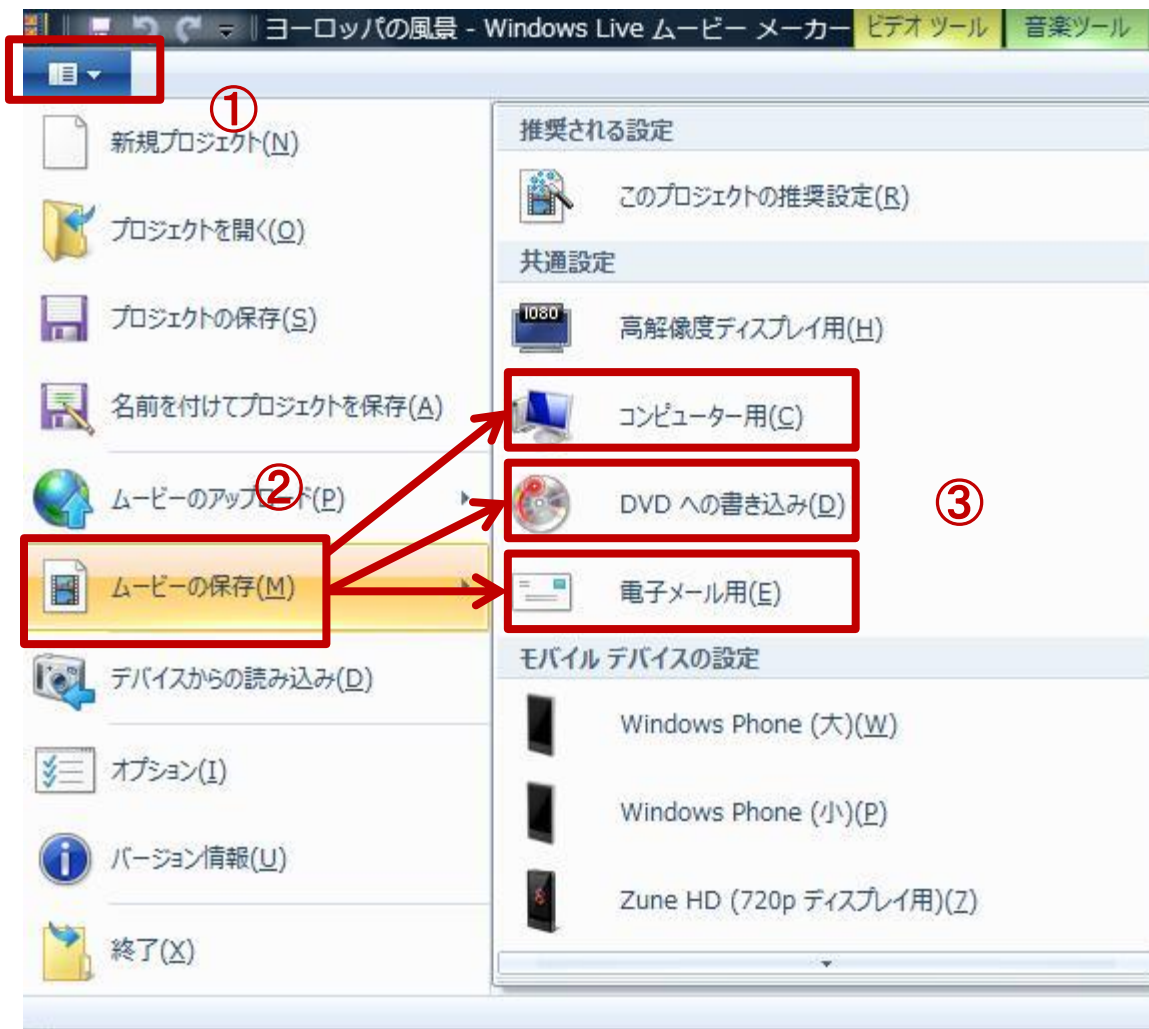 ヨーロッパの風景 - Windows Live ムービー メーカー
ビデオ ツール
音楽ツール
①
新規プロジェクト(N)
プロジェクトを開く(O)
プロジェクトの保存(S)
名前を付けてプロジェクトを保存(A)
②
ムービーのアップロード(P)
ムービーの保存(M)
デバイスからの読み込み(D)
オプション(I)
バージョン情報(U)
終了(X)
推奨される設定
このプロジェクトの推奨設定(R)
共通設定
1080
高解像度ディスプレイ用(H)
コンピューター用(C)
DVD への書き込み(D)
③
電子メール用(E)
モバイル デバイスの設定
Windows Phone (大)(W)
Windows Phone (小)(P)
Zune HD (720p ディスプレイ用)(7)